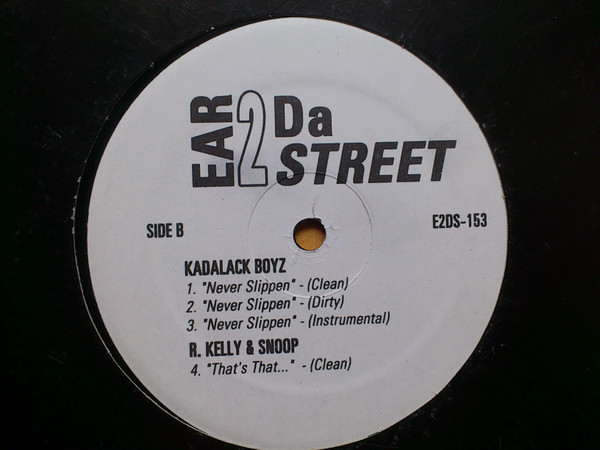 EAR 2 Da
STREET
SIDE B
E2DS-153
KADALACK BOYZ
1. "Never Slippen" - (Clean)
2. "Never Slippen" - (Dirty)
3. "Never Slippen" - (Instrumental)
R. KELLY & SNOOP
4. "That's That..." - (Clean)